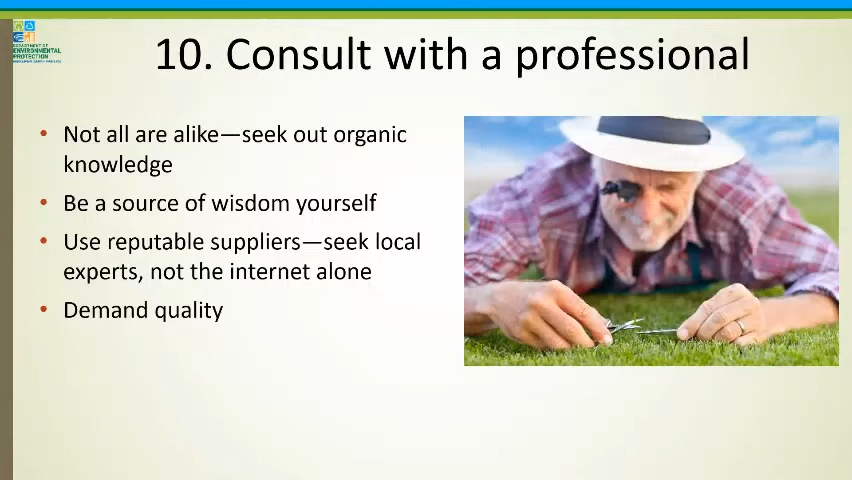 DEPARTMENT OF
ENVIRONMENTAL
PROTECTION
10. Consult with a professional
• Not all are alike—seek out organic
knowledge
• Be a source of wisdom yourself
• Use reputable suppliers—seek local
experts, not the internet alone
• Demand quality